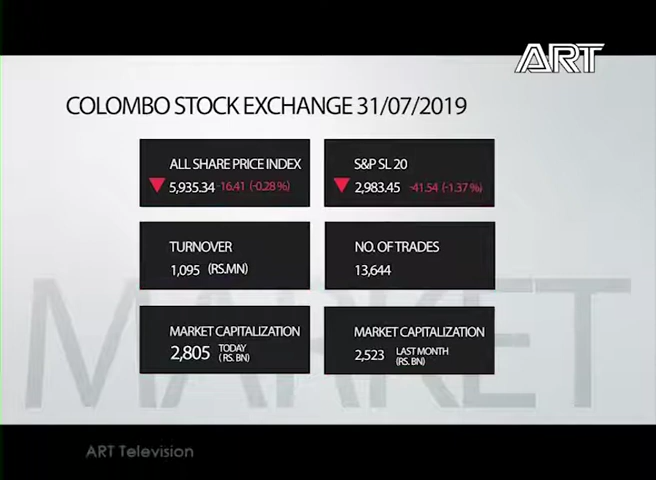 ART
COLOMBO STOCK EXCHANGE 31/07/2019
ALL SHARE PRICE INDEX
5,935.34 -16.41 (-0.28 %)
S&P SL 20
2,983.45 -41.54 (-1.37 %)
TURNOVER
1,095 (RS.MN)
NO. OF TRADES
13,644
MARKET CAPITALIZATION
2,805 TODAY
(RS. BN)
MARKET CAPITALIZATION
2,523 LAST MONTH
(RS. BN)
MARKET
ART Television